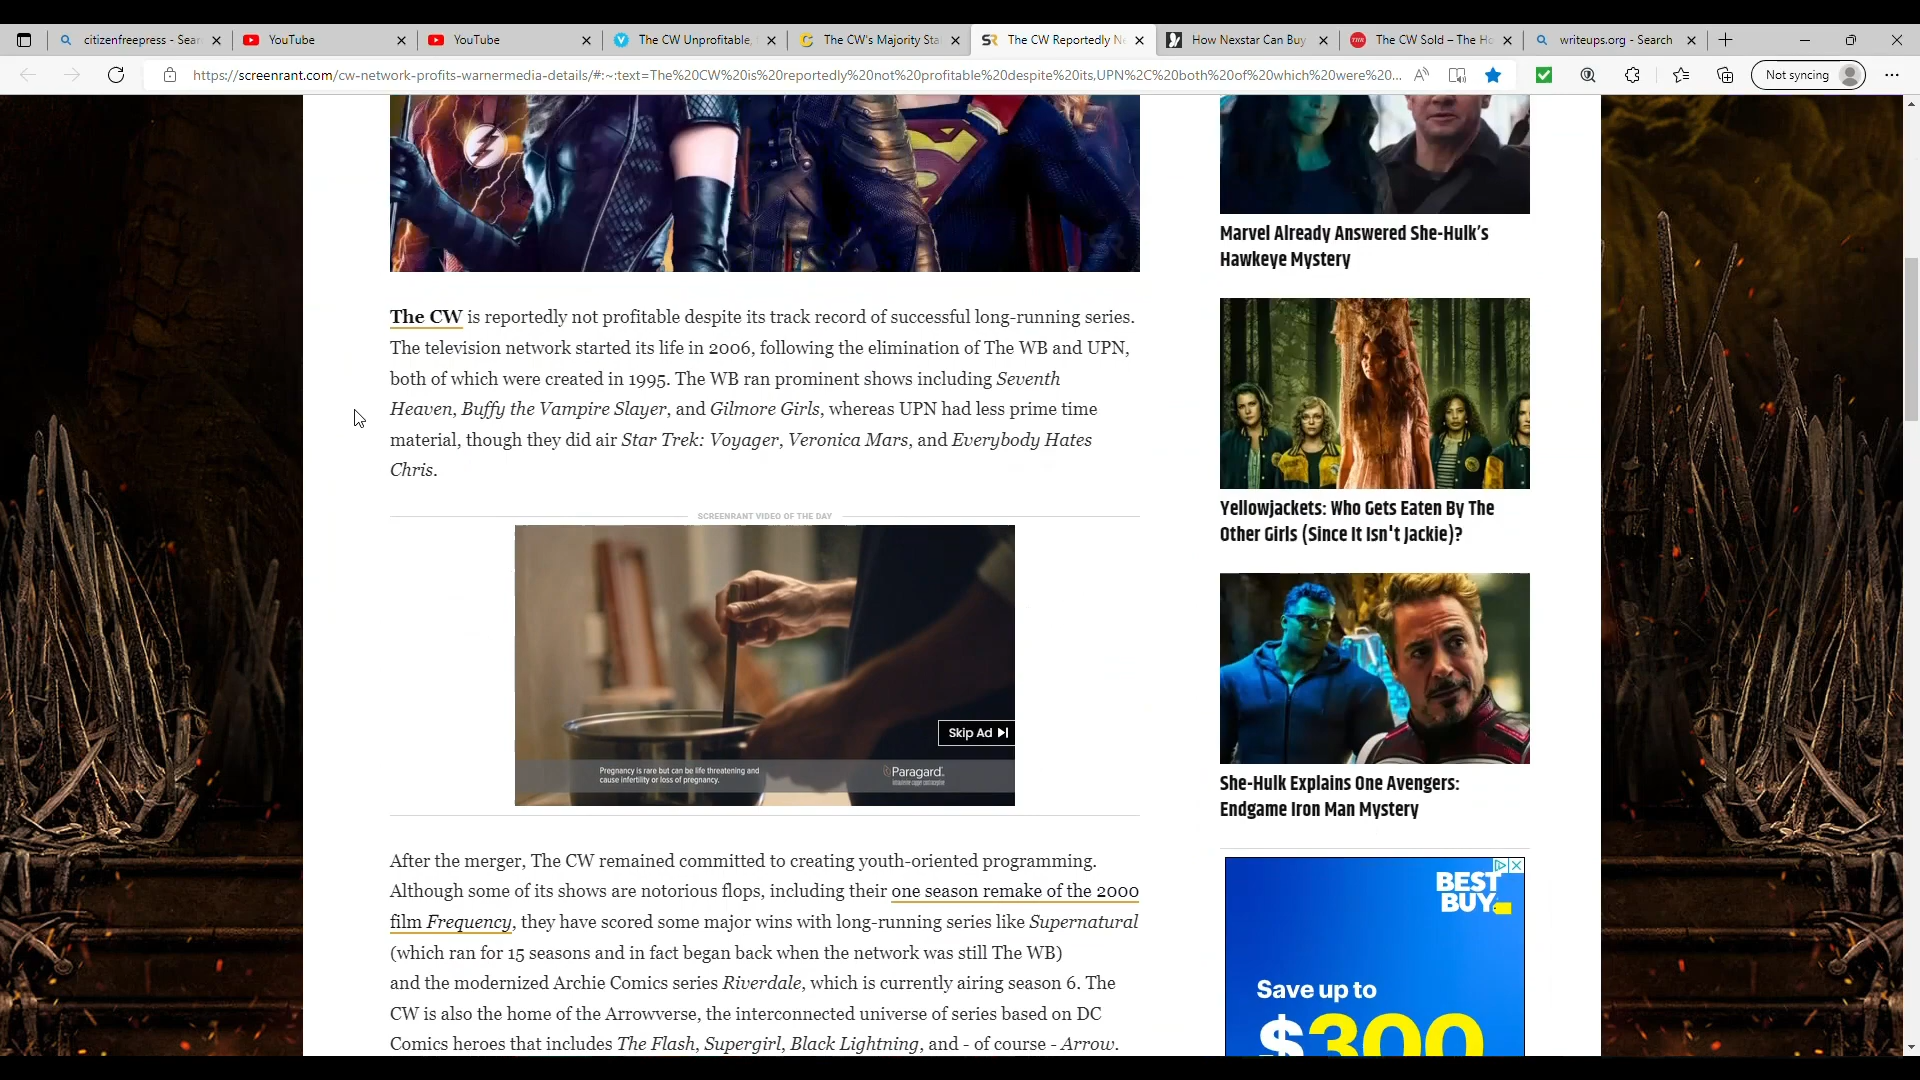 citizenfreepress - Sear
YouTube
YouTube
The CW Unprofitable,
The CW's Majority Sta
The CW Reportedly N
How Nexstar Can Buy
The CW Sold – The Ho
writeups.org - Search
https://screenrant.com/cw-network-profits-warnermedia-details/#:~:text=The%20CW%20is%20reportedly%20not%20profitable%20despite%20its,UPN%2C%20both%20of%20which%20were%20...
Not syncing
The CW is reportedly not profitable despite its track record of successful long-running series.
The television network started its life in 2006, following the elimination of The WB and UPN,
both of which were created in 1995. The WB ran prominent shows including Seventh
Heaven, Buffy the Vampire Slayer, and Gilmore Girls, whereas UPN had less prime time
material, though they did air Star Trek: Voyager, Veronica Mars, and Everybody Hates
Chris.
SCREENRANT VIDEO OF THE DAY
Skip Ad
Pregnancy is rare but can be life threatening and
cause infertility or loss of pregnancy.
Paragard
After the merger, The CW remained committed to creating youth-oriented programming.
Although some of its shows are notorious flops, including their one season remake of the 2000
film Frequency, they have scored some major wins with long-running series like Supernatural
(which ran for 15 seasons and in fact began back when the network was still The WB)
and the modernized Archie Comics series Riverdale, which is currently airing season 6. The
CW is also the home of the Arrowverse, the interconnected universe of series based on DC
Comics heroes that includes The Flash, Supergirl, Black Lightning, and - of course - Arrow.
Marvel Already Answered She-Hulk's
Hawkeye Mystery
Yellowjackets: Who Gets Eaten By The
Other Girls (Since It Isn't Jackie)?
She-Hulk Explains One Avengers:
Endgame Iron Man Mystery
BEST
BUY
Save up to
$300